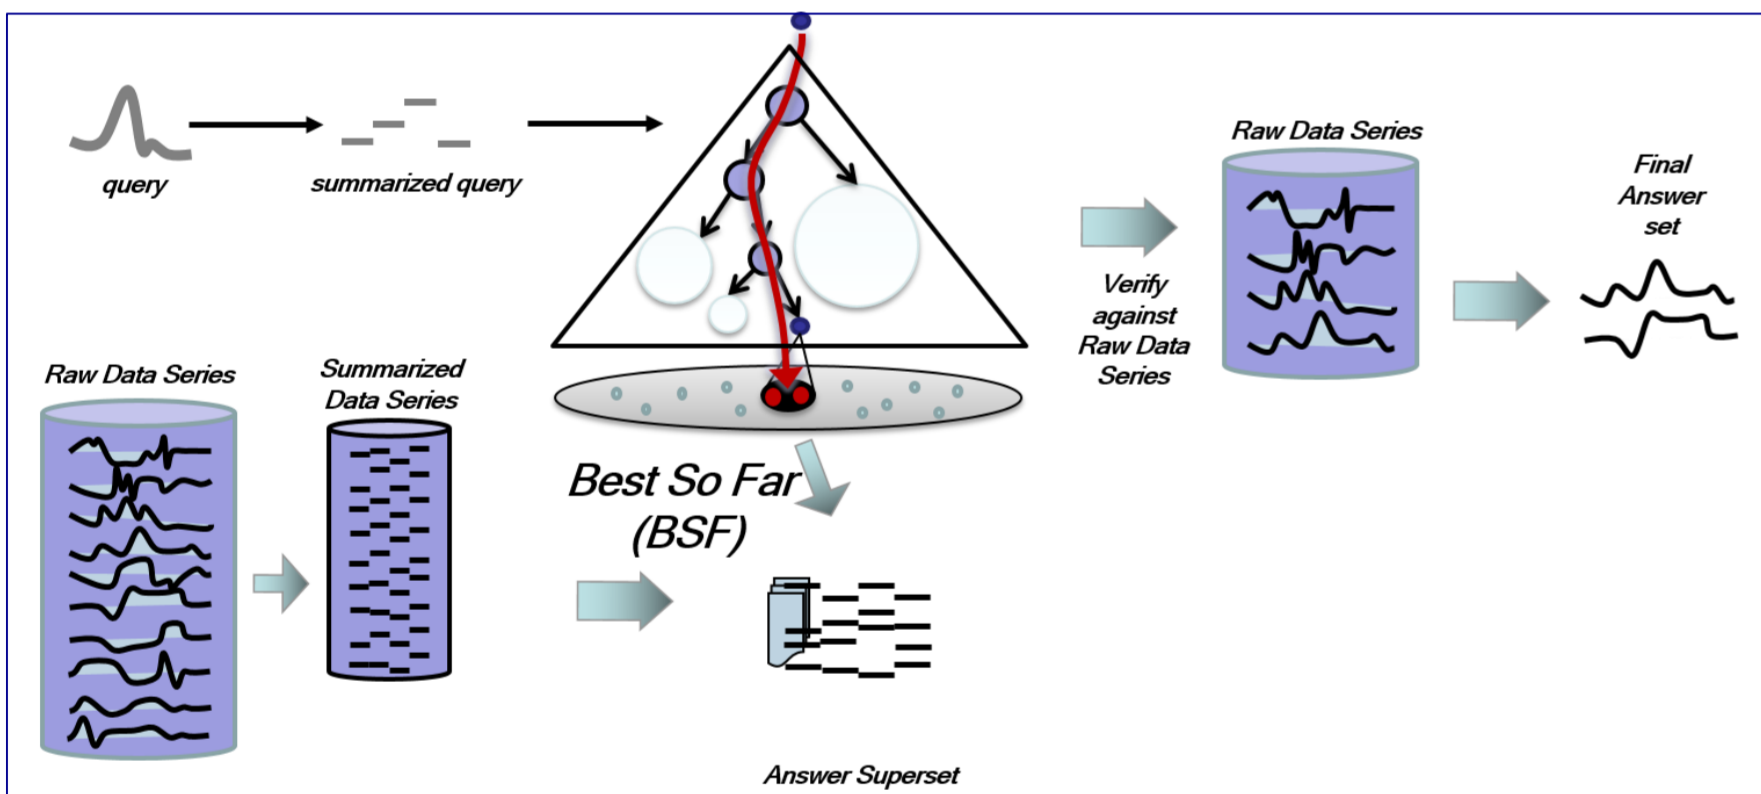 query
summarized query
Raw Data Series
Summarized
Data Series
Best So Far
(BSF)
Answer Superset
Verify
against
Raw Data
Series
Raw Data Series
Final
Answer
set